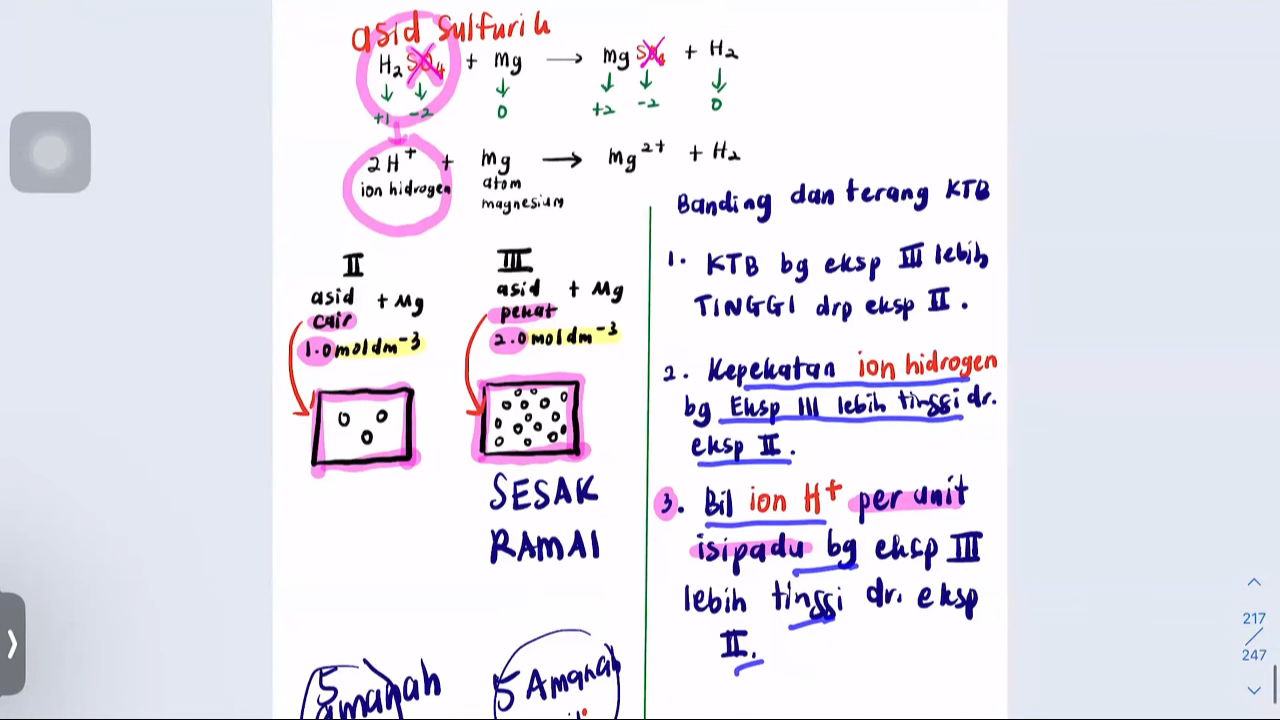 asid sulfurik
H₂SO₄ + Mg → MgSO₄ + H₂
+1 -2 0 +2 -2 0
2H⁺ + Mg → Mg²⁺ + H₂
ion hidrogen atom
magnesium
II III
asid + Mg asid + Mg
cair pekat
1.0 mol dm⁻³ 2.0 mol dm⁻³
SESAK
RAMAI
5 Amanah
5 Amanah
Banding dan terang KTB
1. KTB bg eksp III lebih
TINGGI drp eksp II.
2. Kepekatan ion hidrogen
bg Eksp III lebih tinggi dr.
eksp II.
3. Bil ion H⁺ per unit
isipadu bg eksp III
lebih tinggi dr. eksp
II.
217
247